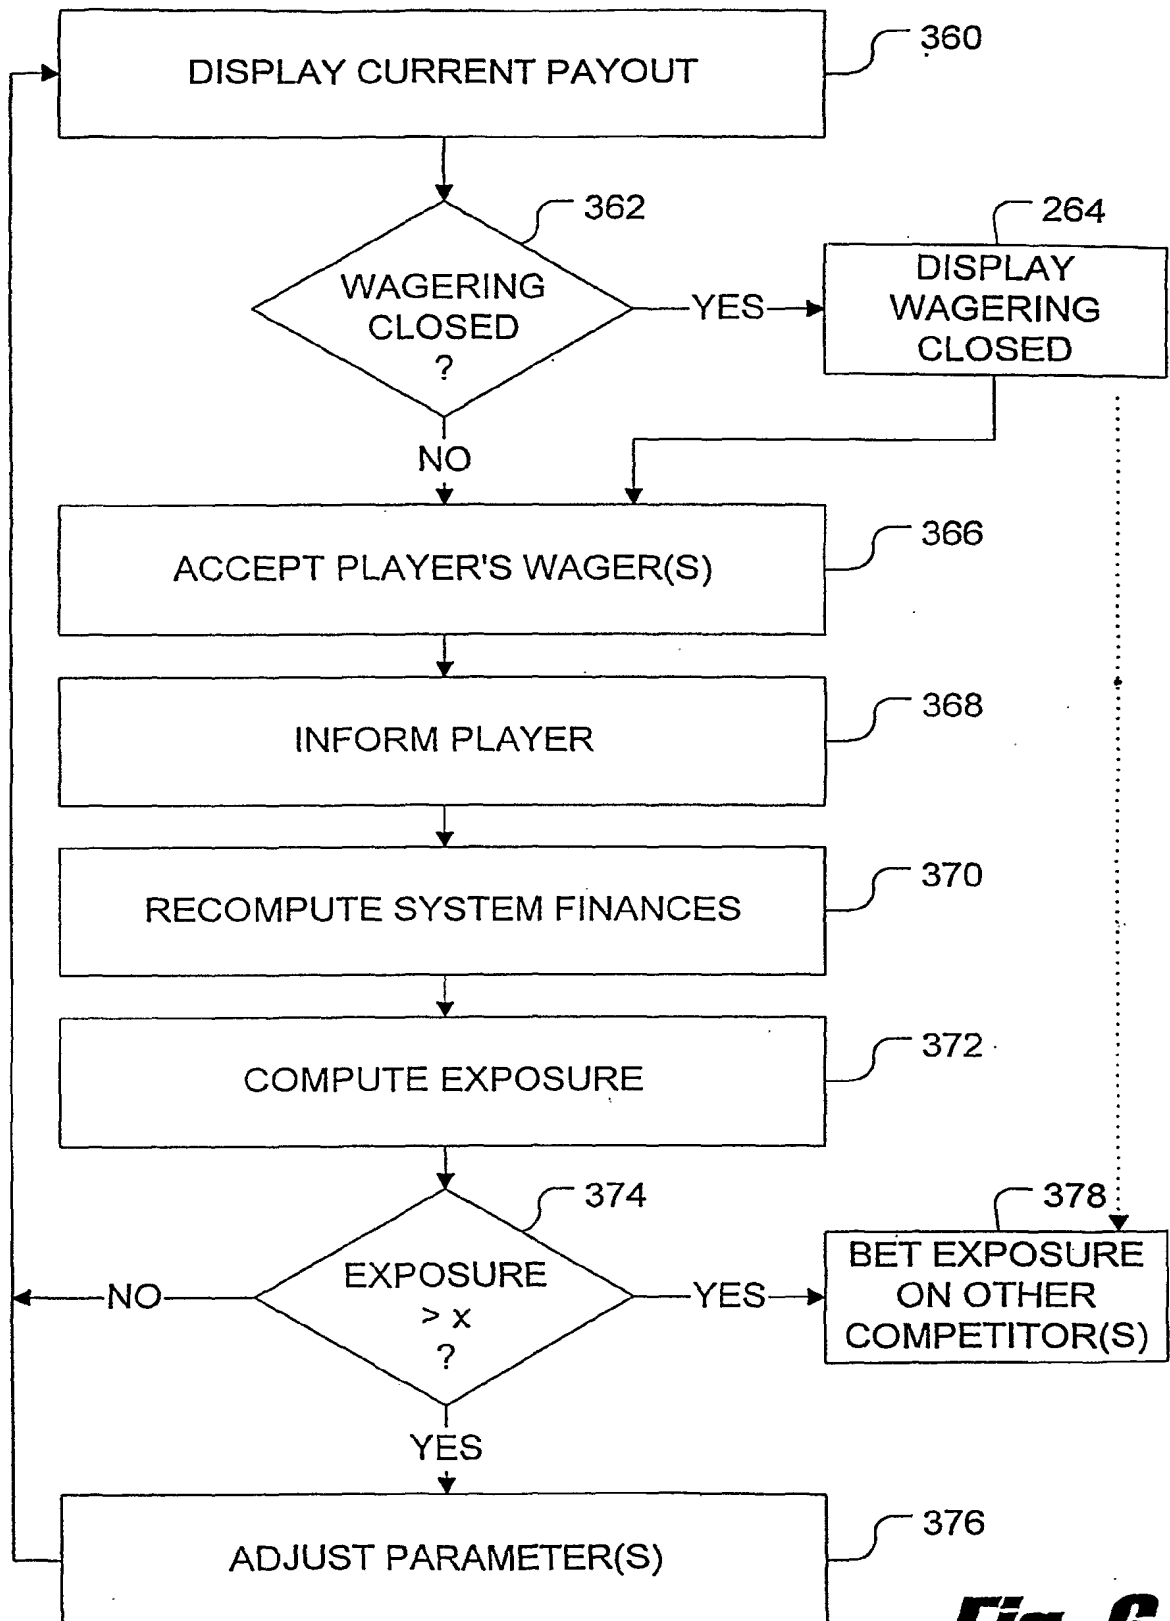 360
DISPLAY CURRENT PAYOUT
362
264
WAGERING
CLOSED
?
YES
DISPLAY
WAGERING
CLOSED
NO
366
ACCEPT PLAYER'S WAGER(S)
368
INFORM PLAYER
370
RECOMPUTE SYSTEM FINANCES
372
COMPUTE EXPOSURE
374
378
EXPOSURE
> x
?
NO
YES
BET EXPOSURE
ON OTHER
COMPETITOR(S)
YES
376
ADJUST PARAMETER(S)
Fig. 6